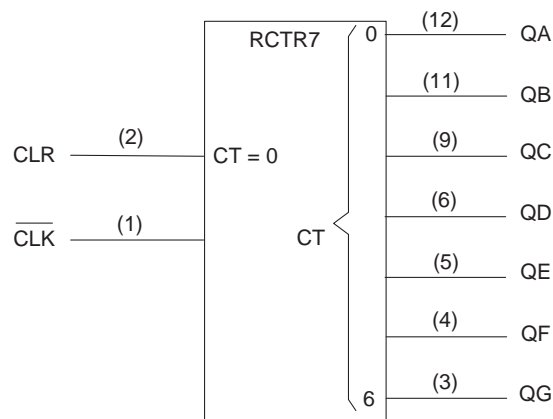 RCTR7
0
(12)
QA
(11)
QB
CLR
(2)
CT = 0
(9)
QC
(6)
QD
C̅L̅K̅
(1)
CT
(5)
QE
(4)
QF
6
(3)
QG